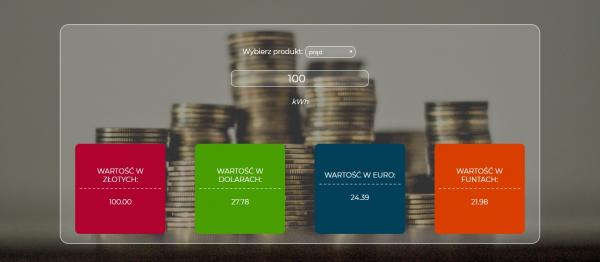 Wybierz produkt: prąd
100
kWh
WARTOŚĆ W
ZŁOTYCH:
100.00
WARTOŚĆ W
DOLARACH:
27.78
WARTOŚĆ W EURO:
24.39
WARTOŚĆ W
FUNTACH:
21.98